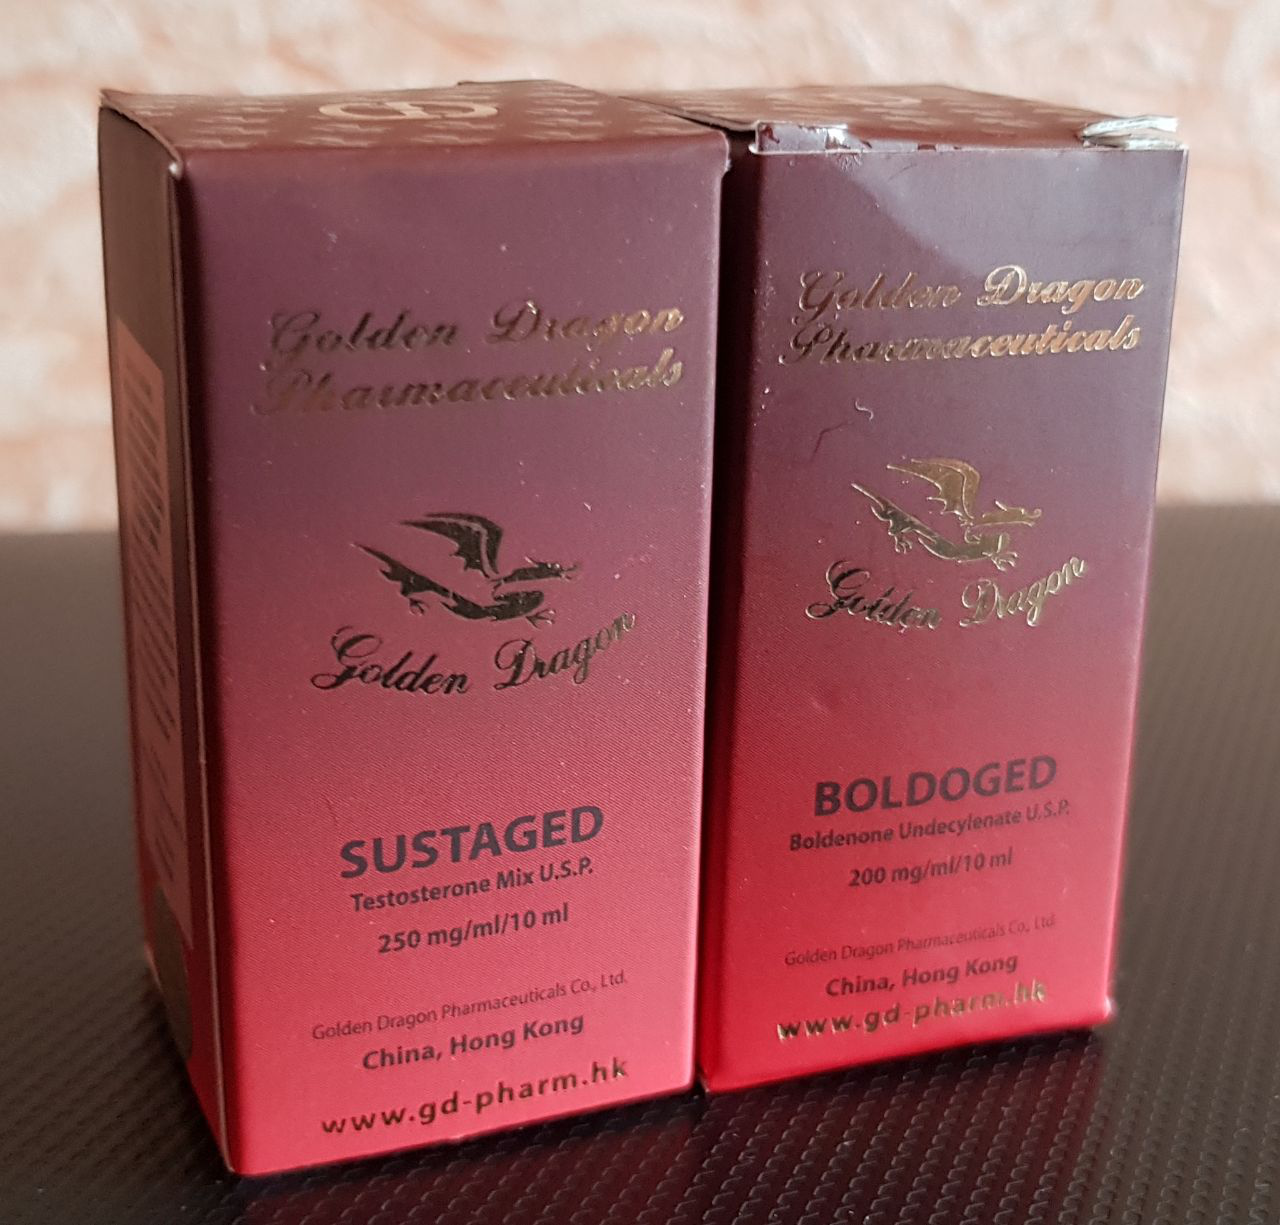 Golden Dragon
Pharmaceuticals
Golden Dragon
SUSTAGED
Testosterone Mix U.S.P.
250 mg/ml/10 ml
Golden Dragon Pharmaceuticals Co., Ltd.
China, Hong Kong
www.gd-pharm.hk
Golden Dragon
Pharmaceuticals
Golden Dragon
BOLDOGED
Boldenone Undecylenate U.S.P.
200 mg/ml/10 ml
Golden Dragon Pharmaceuticals Co., Ltd.
China, Hong Kong
www.gd-pharm.hk